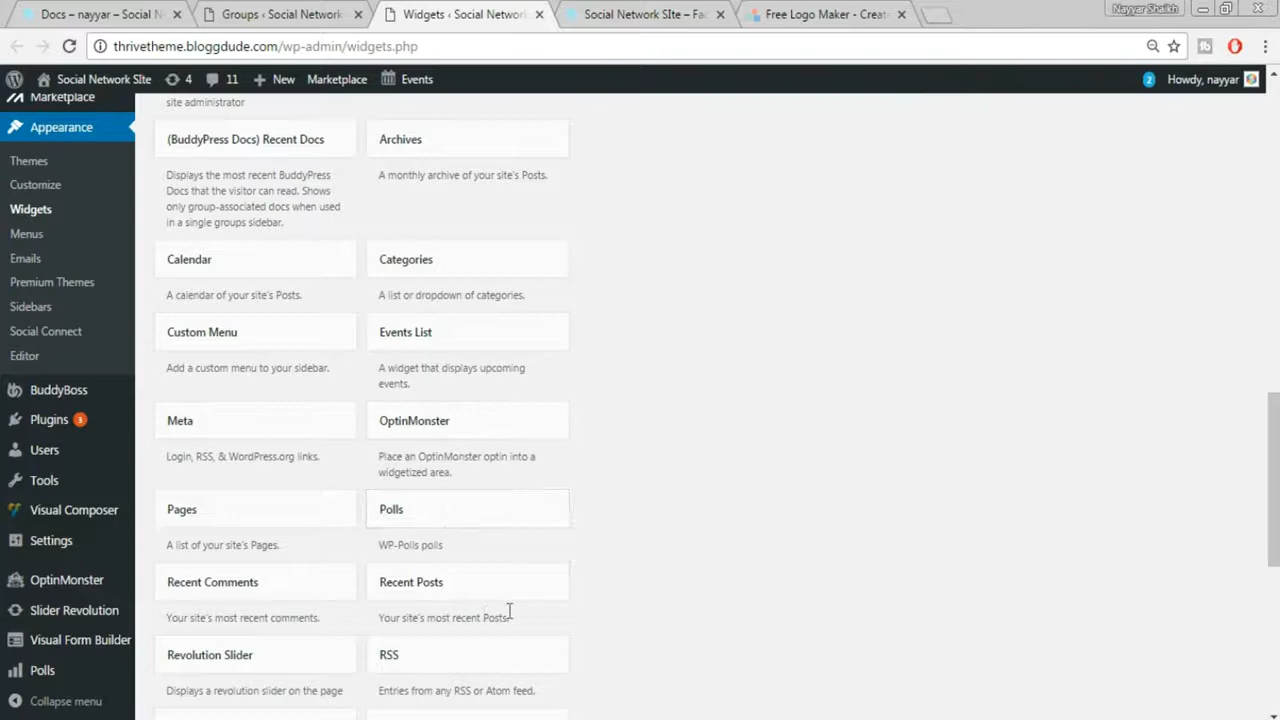 Docs – nayyar – Social N
Groups ‹ Social Network
Widgets ‹ Social Network
Social Network SIte – Fac
Free Logo Maker - Create
Nayyar Shaikh
thrivetheme.bloggdude.com/wp-admin/widgets.php
Social Network SIte
4
11
New
Marketplace
Events
2
Howdy, nayyar
Marketplace
Appearance
Themes
Customize
Widgets
Menus
Emails
Premium Themes
Sidebars
Social Connect
Editor
BuddyBoss
Plugins 3
Users
Tools
Visual Composer
Settings
OptinMonster
Slider Revolution
Visual Form Builder
Polls
Collapse menu
site administrator
(BuddyPress Docs) Recent Docs
Displays the most recent BuddyPress
Docs that the visitor can read. Shows
only group-associated docs when used
in a single groups sidebar.
Archives
A monthly archive of your site's Posts.
Calendar
A calendar of your site's Posts.
Categories
A list or dropdown of categories.
Custom Menu
Add a custom menu to your sidebar.
Events List
A widget that displays upcoming
events.
Meta
Login, RSS, & WordPress.org links.
OptinMonster
Place an OptinMonster optin into a
widgetized area.
Pages
A list of your site's Pages.
Polls
WP-Polls polls
Recent Comments
Your site's most recent comments.
Recent Posts
Your site's most recent Posts.
Revolution Slider
Displays a revolution slider on the page
RSS
Entries from any RSS or Atom feed.